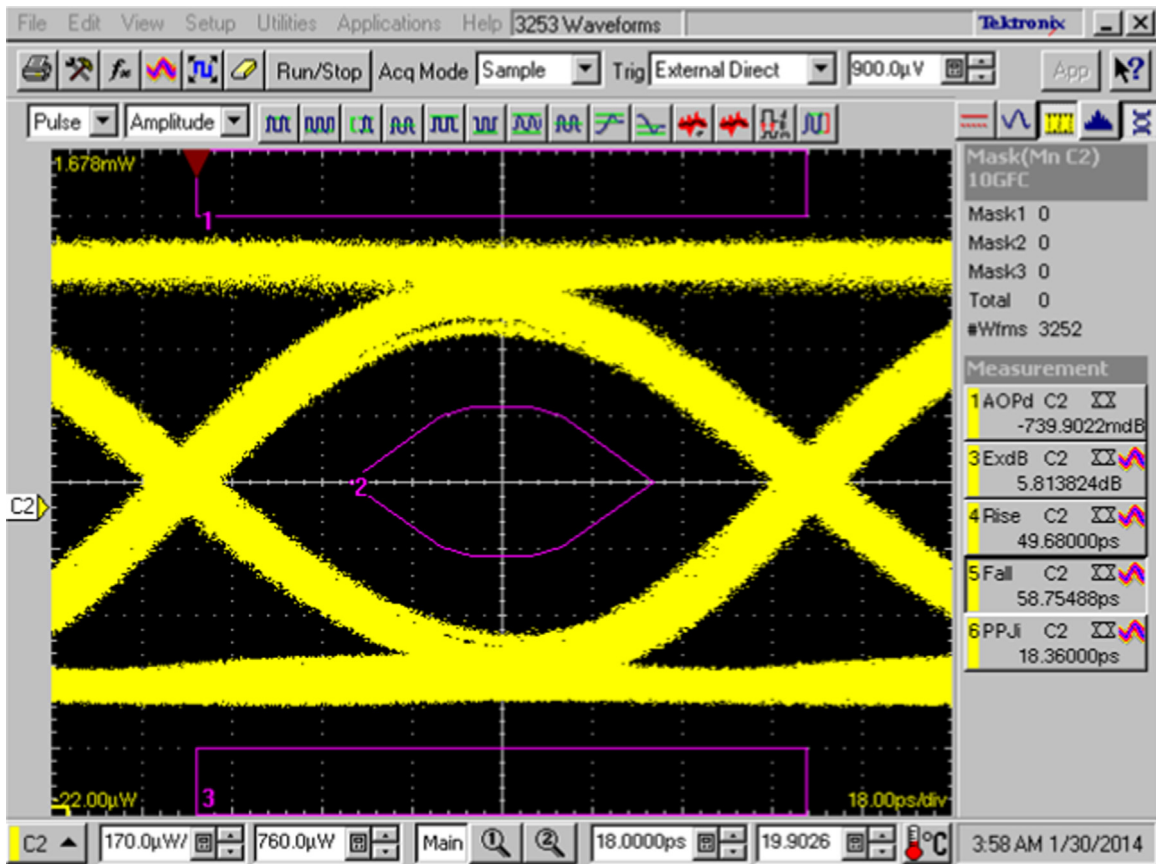 File Edit View Setup Utilities Applications Help 3253 Waveforms Tektronix
Run/Stop Acq Mode Sample Trig External Direct 900.0µV App
Pulse Amplitude
1.678mW
1
2
3
C2
-22.00µW
18.00ps/div
Mask(Mn C2)
10GFC
Mask1 0
Mask2 0
Mask3 0
Total 0
#Wfms 3252
Measurement
1 AOPd C2
-739.9022mdB
3 ExdB C2
5.813824dB
4 Rise C2
49.68000ps
5 Fall C2
58.75488ps
6 PPJi C2
18.36000ps
C2 170.0µW/ 760.0µW Main 1 2 18.0000ps 19.9026 °C 3:58 AM 1/30/2014